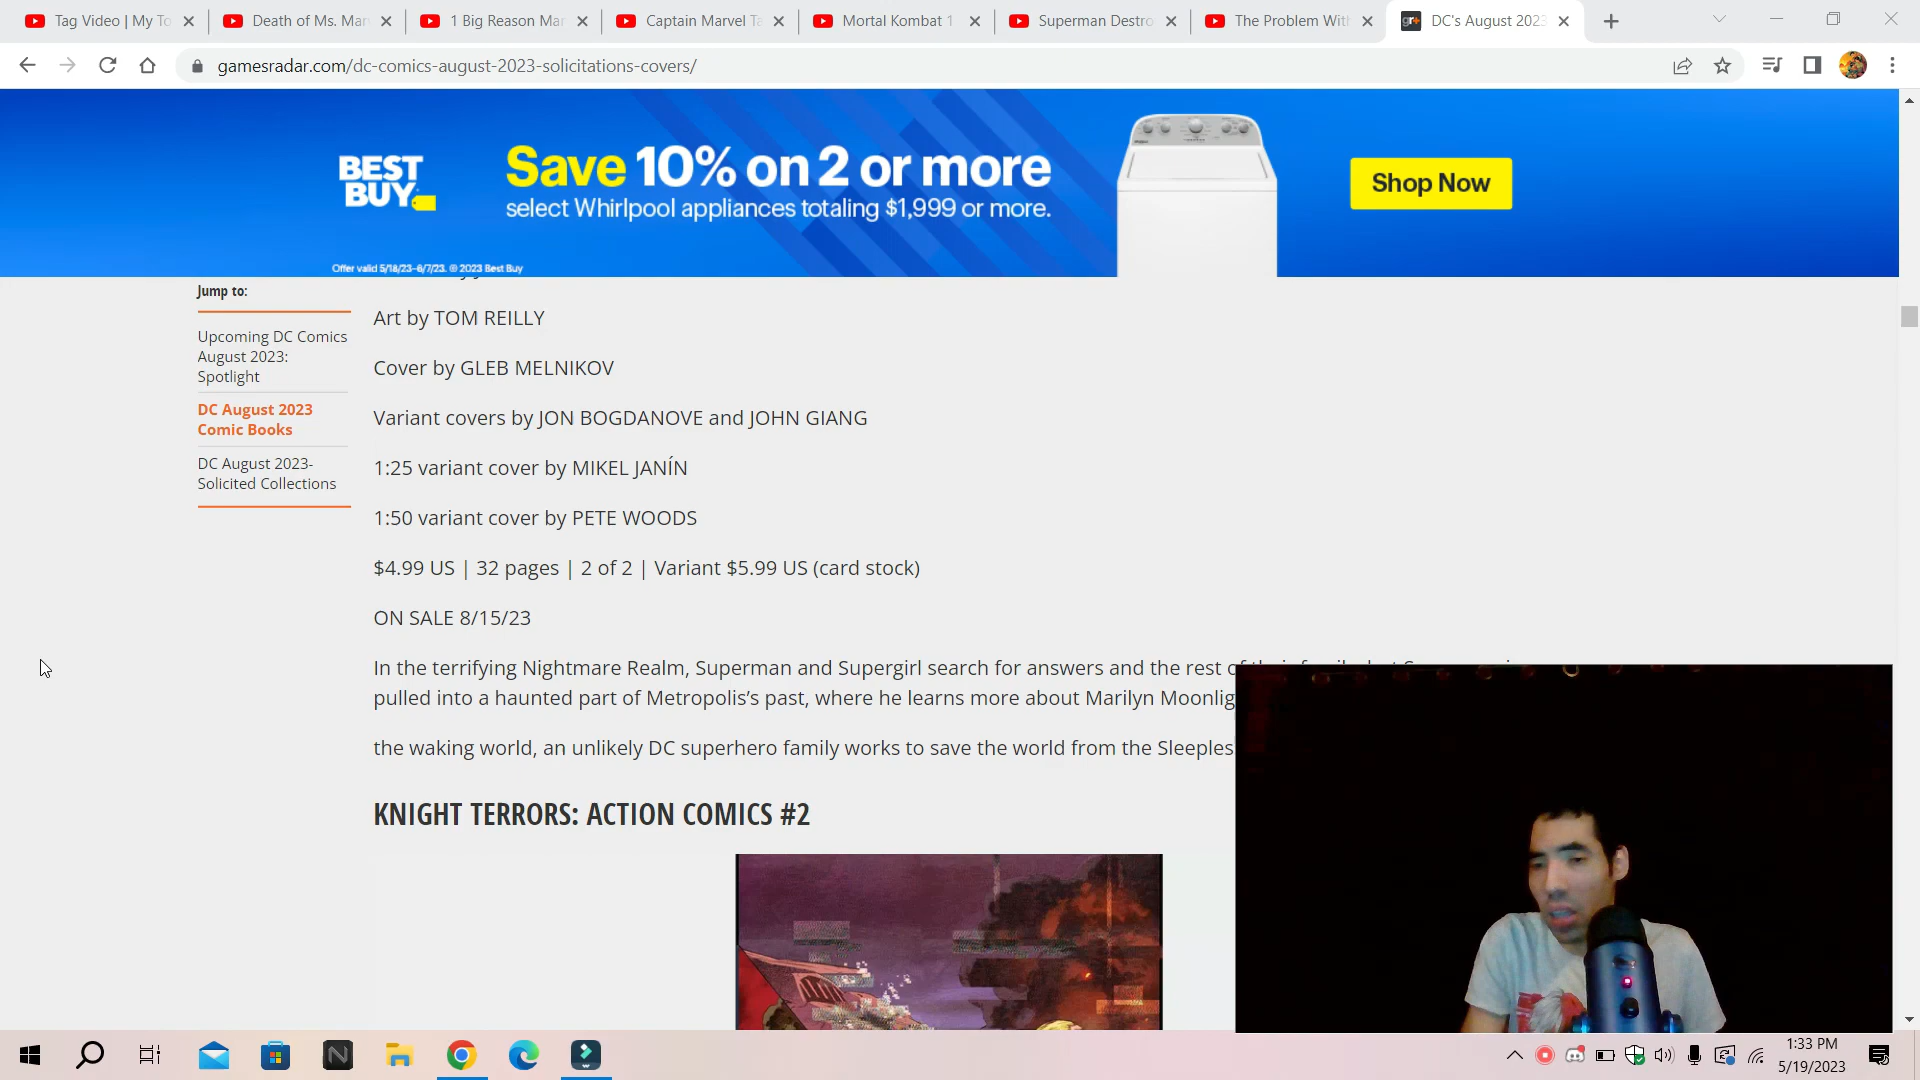 Tag Video | My To
Death of Ms. Mar
1 Big Reason Mar
Captain Marvel Ta
Mortal Kombat 1
Superman Destro
The Problem With
gr+ DC's August 2023
gamesradar.com/dc-comics-august-2023-solicitations-covers/
BEST BUY
Save 10% on 2 or more
select Whirlpool appliances totaling $1,999 or more.
Shop Now
Offer valid 5/18/23–6/7/23. © 2023 Best Buy
Jump to:
Upcoming DC Comics
August 2023:
Spotlight
DC August 2023
Comic Books
DC August 2023-
Solicited Collections
Art by TOM REILLY
Cover by GLEB MELNIKOV
Variant covers by JON BOGDANOVE and JOHN GIANG
1:25 variant cover by MIKEL JANÍN
1:50 variant cover by PETE WOODS
$4.99 US | 32 pages | 2 of 2 | Variant $5.99 US (card stock)
ON SALE 8/15/23
In the terrifying Nightmare Realm, Superman and Supergirl search for answers and the rest
pulled into a haunted part of Metropolis’s past, where he learns more about Marilyn Moonlig
the waking world, an unlikely DC superhero family works to save the world from the Sleeples
KNIGHT TERRORS: ACTION COMICS #2
1:33 PM
5/19/2023